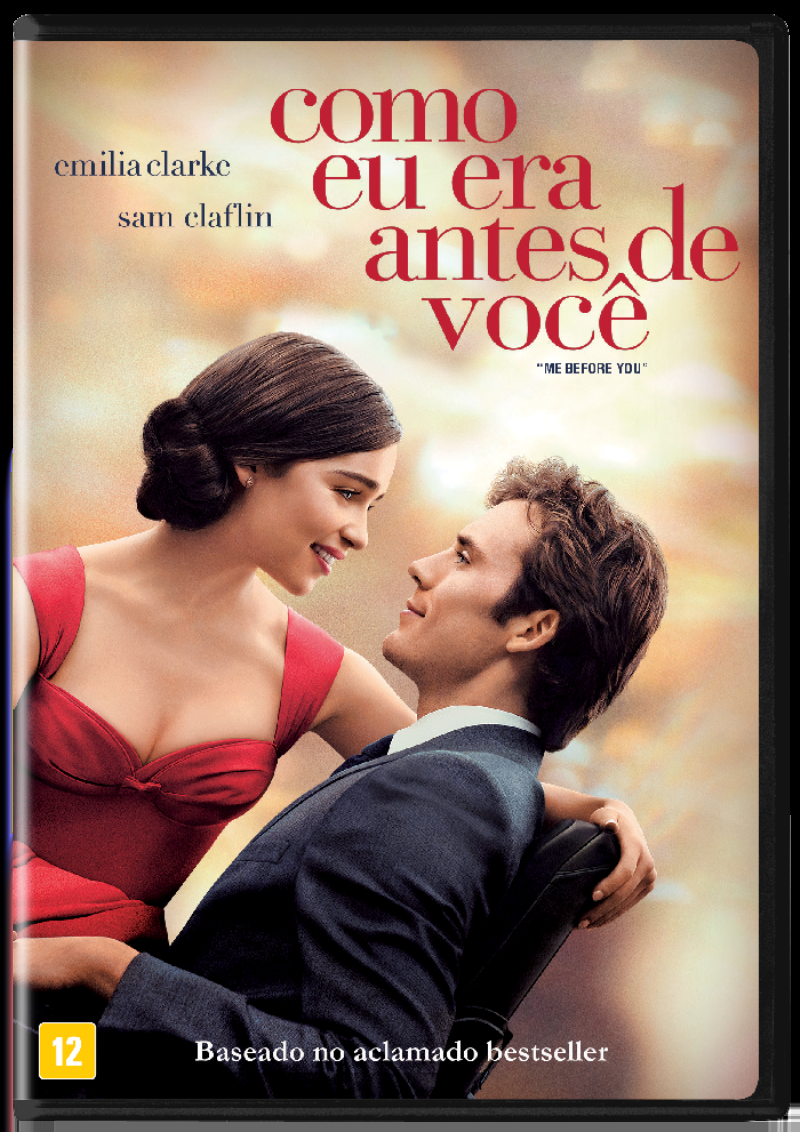 emilia clarke
sam claflin
como
eu era
antes de
você
"ME BEFORE YOU"
12
Baseado no aclamado bestseller